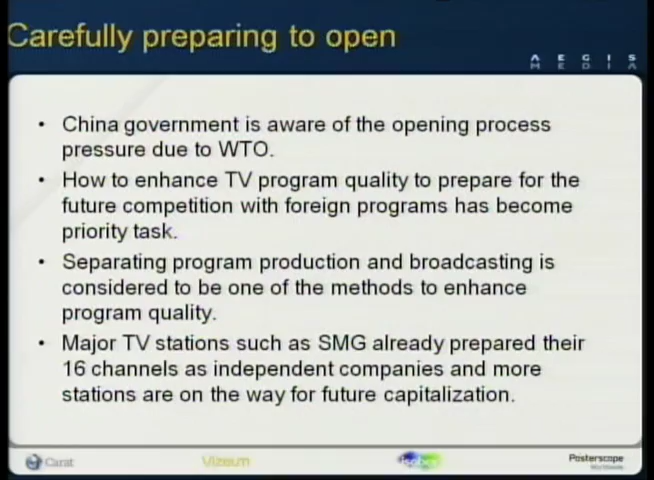 Carefully preparing to open
AEGIS
MEDIA
• China government is aware of the opening process
pressure due to WTO.
• How to enhance TV program quality to prepare for the
future competition with foreign programs has become
priority task.
• Separating program production and broadcasting is
considered to be one of the methods to enhance
program quality.
• Major TV stations such as SMG already prepared their
16 channels as independent companies and more
stations are on the way for future capitalization.
Carat Vizeum Posterscope